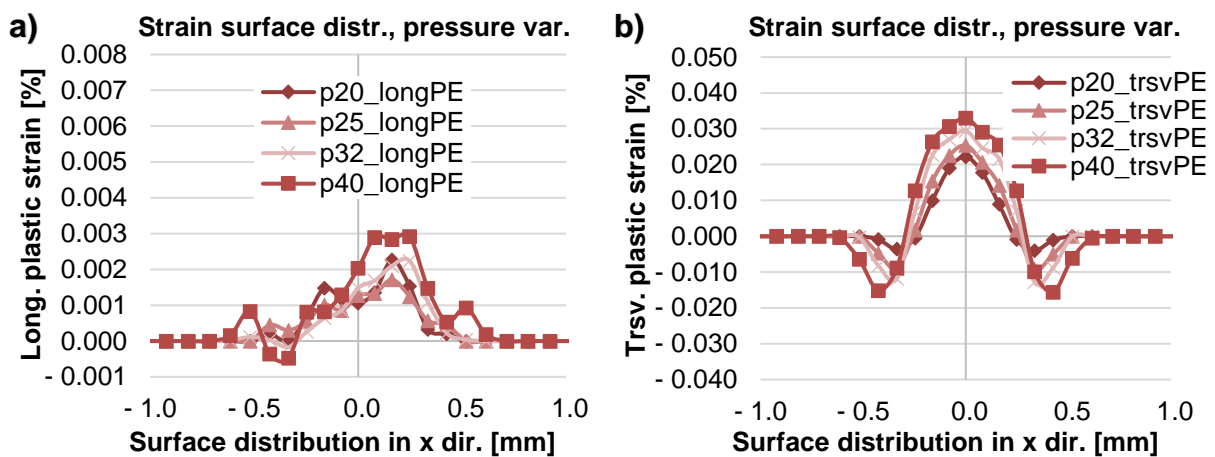 a)
Strain surface distr., pressure var.
Long. plastic strain [%]
0.008
0.007
0.006
0.005
0.004
0.003
0.002
0.001
0.000
- 0.001
p20_longPE
p25_longPE
p32_longPE
p40_longPE
- 1.0 - 0.5 0.0 0.5 1.0
Surface distribution in x dir. [mm]
b)
Strain surface distr., pressure var.
Trsv. plastic strain [%]
0.050
0.040
0.030
0.020
0.010
0.000
- 0.010
- 0.020
- 0.030
- 0.040
p20_trsvPE
p25_trsvPE
p32_trsvPE
p40_trsvPE
- 1.0 - 0.5 0.0 0.5 1.0
Surface distribution in x dir. [mm]